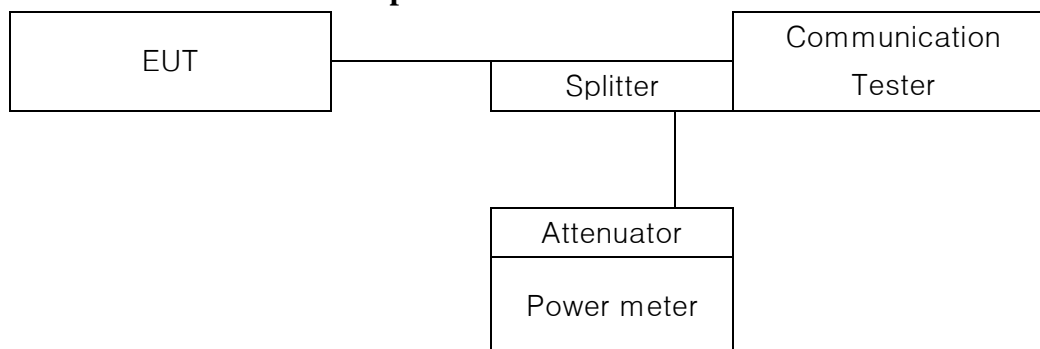 EUT
Communication
Tester
Splitter
Attenuator
Power meter